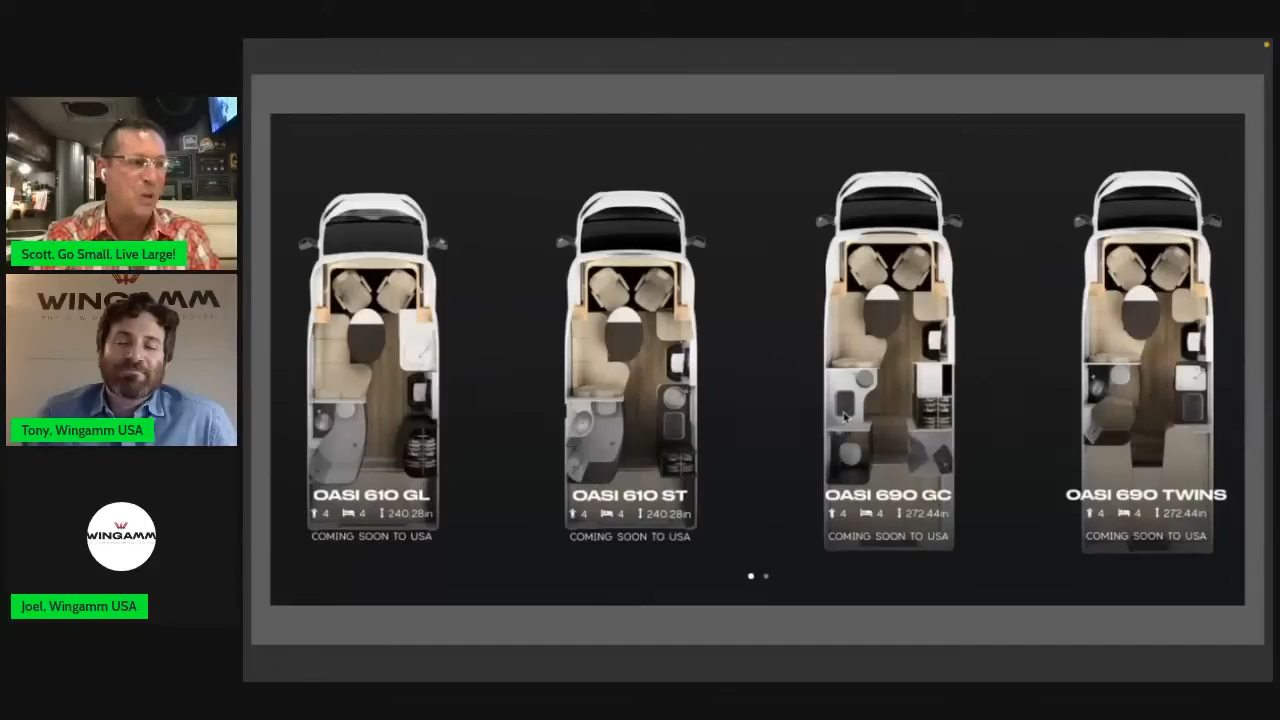 Scott, Go Small. Live Large!
WINGAMM
Tony, Wingamm USA
WINGAMM
Joel, Wingamm USA
OASI 610 GL
4 4 240.28in
COMING SOON TO USA
OASI 610 ST
4 4 240.28in
COMING SOON TO USA
OASI 690 GC
4 4 272.44in
COMING SOON TO USA
OASI 690 TWINS
4 4 272.44in
COMING SOON TO USA